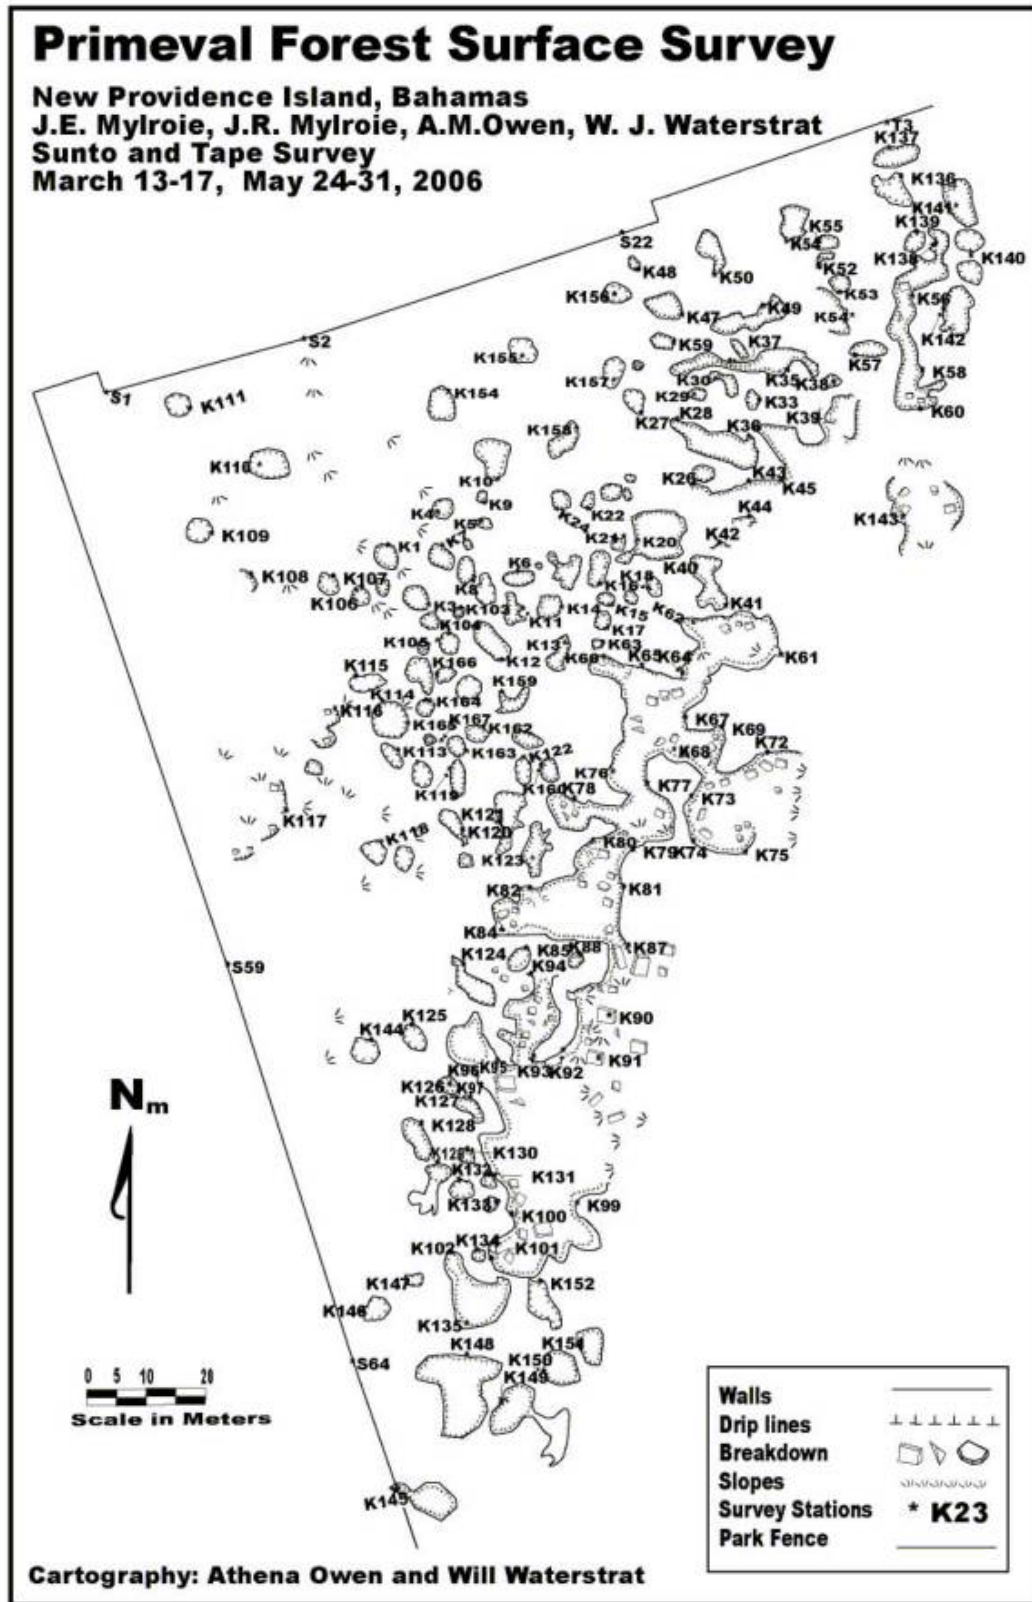 Primeval Forest Surface Survey
New Providence Island, Bahamas
J.E. Mylroie, J.R. Mylroie, A.M.Owen, W. J. Waterstrat
Sunto and Tape Survey
March 13-17, May 24-31, 2006
T3
K137
K136
K141
K139
K55
K54
S22
K138
K140
K52
K48
K50
K53
K156
K56
K49
K47
K54
S2
K142
K59
K37
K155
K57
K58
K157
K30
K35
K38
S1
K111
K154
K29
K33
K60
K27
K28
K39
K158
K36
K110
K26
K43
K10
K45
K9
K4
K24
K22
K44
K143
K5
K109
K42
K21
K20
K1
K7
K6
K40
K108
K107
K8
K18
K16
K106
K3
K103
K14
K15
K62
K41
K11
K104
K17
K105
K13
K63
K61
K12
K66
K65
K64
K115
K166
K159
K114
K164
K116
K67
K69
K165
K167
K162
K68
K72
K113
K163
K122
K76
K77
K119
K160
K78
K73
K117
K121
K118
K120
K80
K79
K74
K75
K123
K82
K81
K84
K124
K85
K88
K87
K94
S59
K125
K90
K144
K96
K95
K93
K92
K91
K126
K97
K127
Nm
K128
K129
K130
K132
K131
K133
K99
K100
K134
K102
K101
K147
K152
K146
K135
K148
K151
S64
K150
K149
0 5 10 20
Scale in Meters
K145
Walls
Drip lines
Breakdown
Slopes
Survey Stations * K23
Park Fence
Cartography: Athena Owen and Will Waterstrat